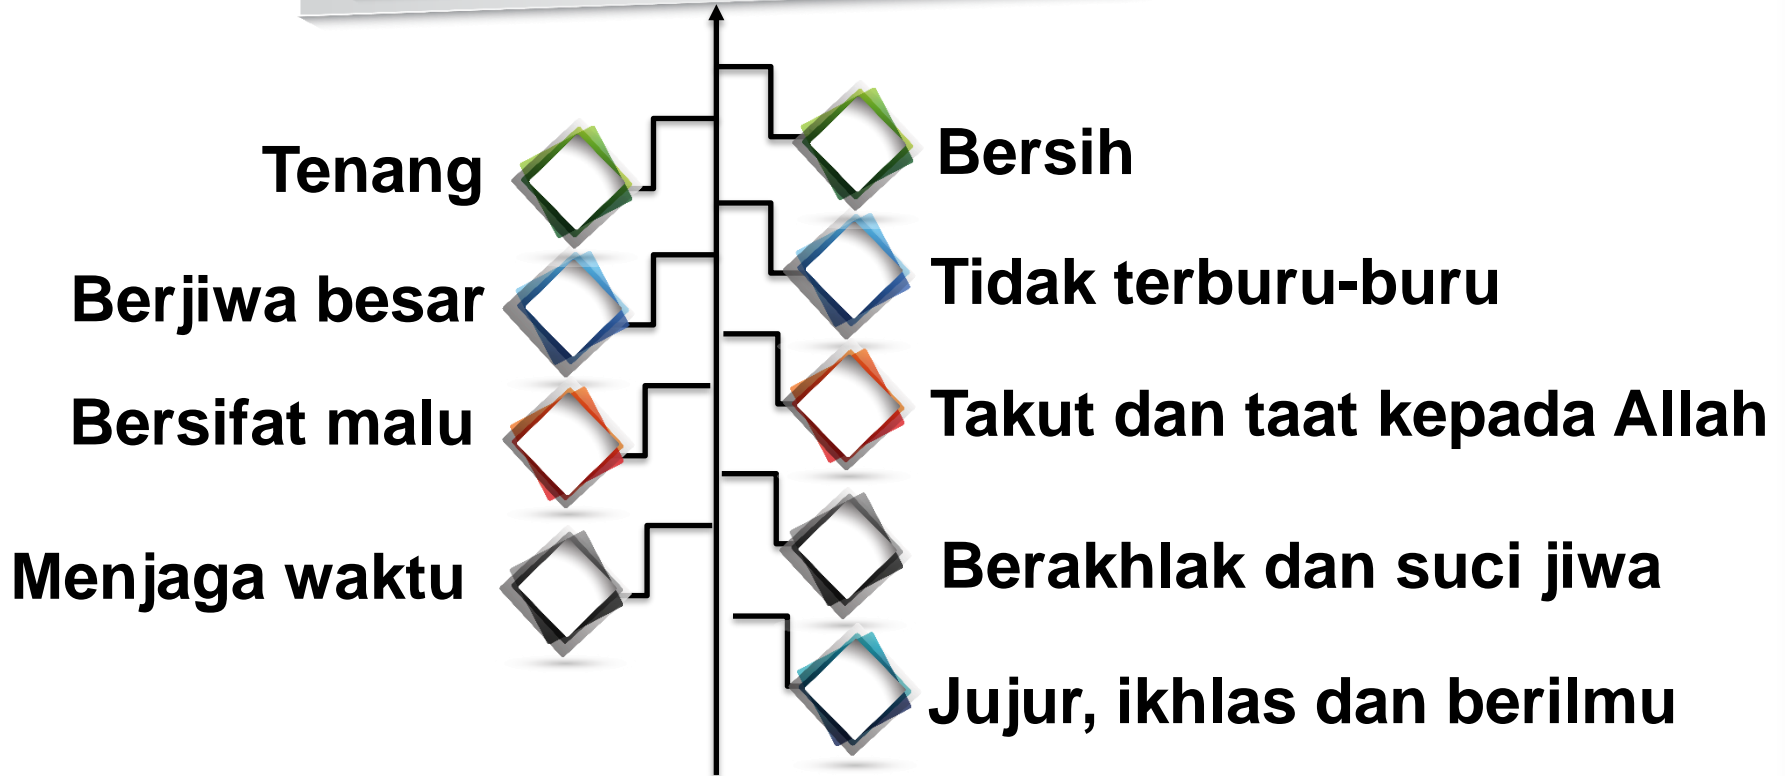 Tenang
Bersih
Berjiwa besar
Tidak terburu-buru
Bersifat malu
Takut dan taat kepada Allah
Menjaga waktu
Berakhlak dan suci jiwa
Jujur, ikhlas dan berilmu